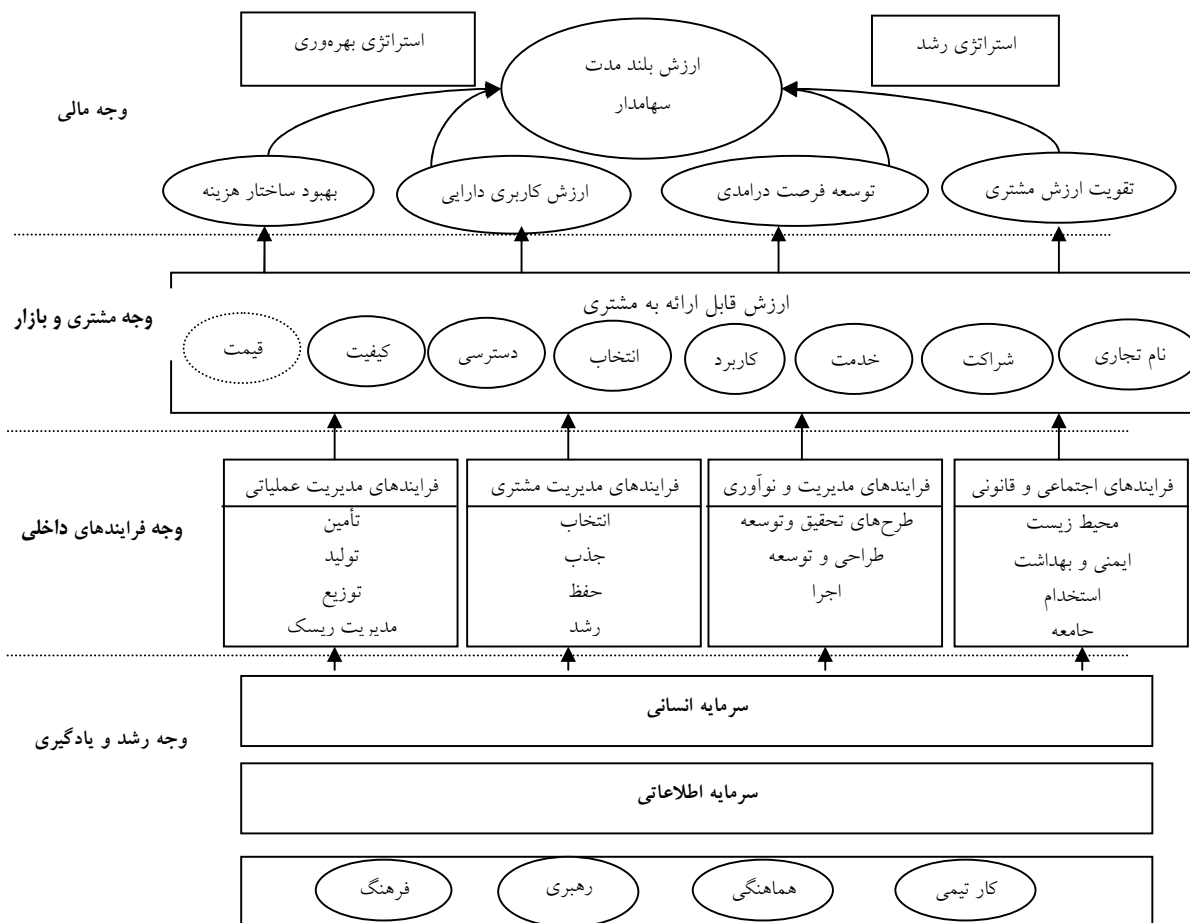 استراتژی رشد
ارزش بلند مدت
سهامدار
استراتژی بهره‌وری
وجه مالی
تقویت ارزش مشتری
توسعه فرصت درامدی
ارزش کاربری دارایی
بهبود ساختار هزینه
وجه مشتری و بازار
ارزش قابل ارائه به مشتری
نام تجاری
شراکت
خدمت
کاربرد
انتخاب
دسترسی
کیفیت
قیمت
وجه فرایندهای داخلی
فرایندهای اجتماعی و قانونی
محیط زیست
ایمنی و بهداشت
استخدام
جامعه
فرایندهای مدیریت و نوآوری
طرح‌های تحقیق وتوسعه
طراحی و توسعه
اجرا
فرایندهای مدیریت مشتری
انتخاب
جذب
حفظ
رشد
فرایندهای مدیریت عملیاتی
تأمین
تولید
توزیع
مدیریت ریسک
وجه رشد و یادگیری
سرمایه انسانی
سرمایه اطلاعاتی
کار تیمی
هماهنگی
رهبری
فرهنگ